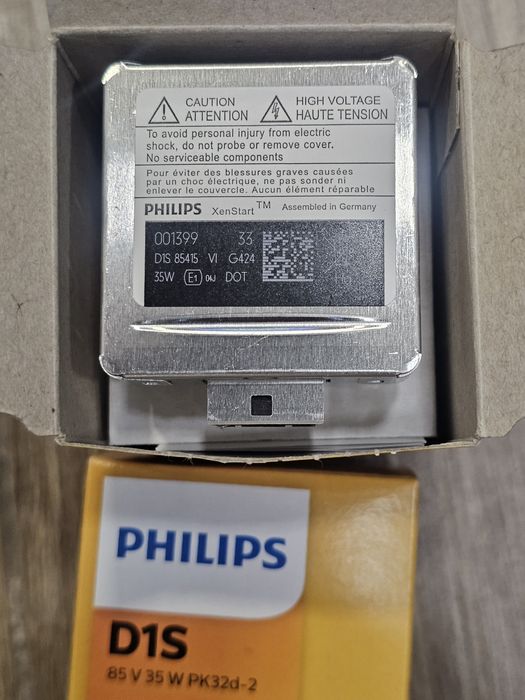 CAUTION
ATTENTION
HIGH VOLTAGE
HAUTE TENSION
To avoid personal injury from electric
shock, do not probe or remove cover.
No serviceable components
Pour éviter des blessures graves causées
par un choc électrique, ne pas sonder ni
enlever le couvercle. Aucun élément réparable
PHILIPS XenStart™ Assembled in Germany
001399 33
D1S 85415 VI G424
35W E1 04J DOT
PHILIPS
D1S
85 V 35 W PK32d-2